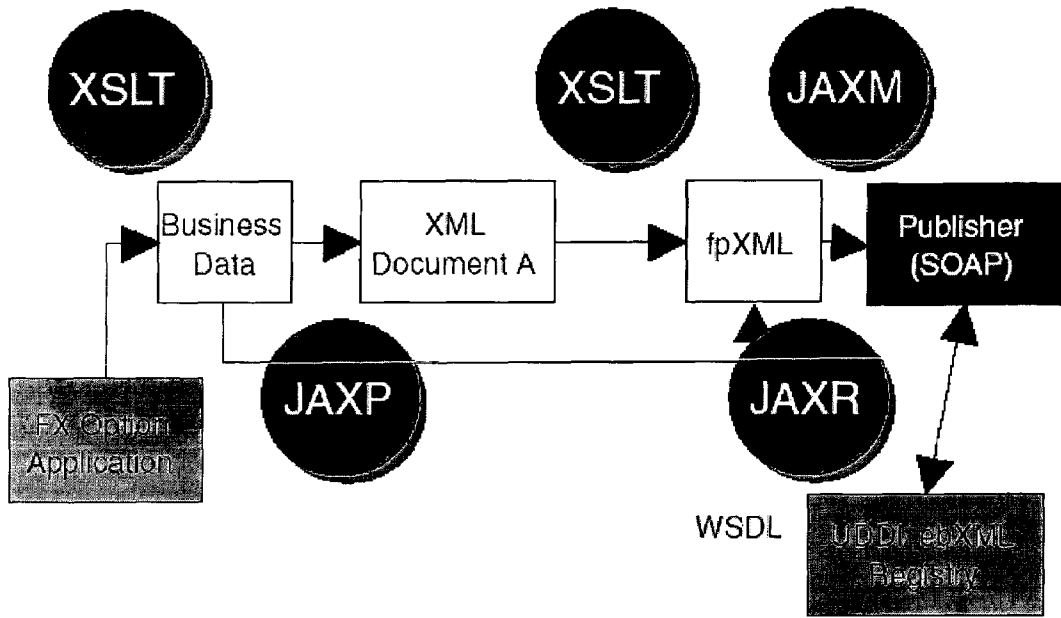 XSLT
XSLT
JAXM
Business
Data
XML
Document A
fpXML
Publisher
(SOAP)
JAXP
JAXR
FX Option
Application
WSDL
UDDI, ebXML
Registry